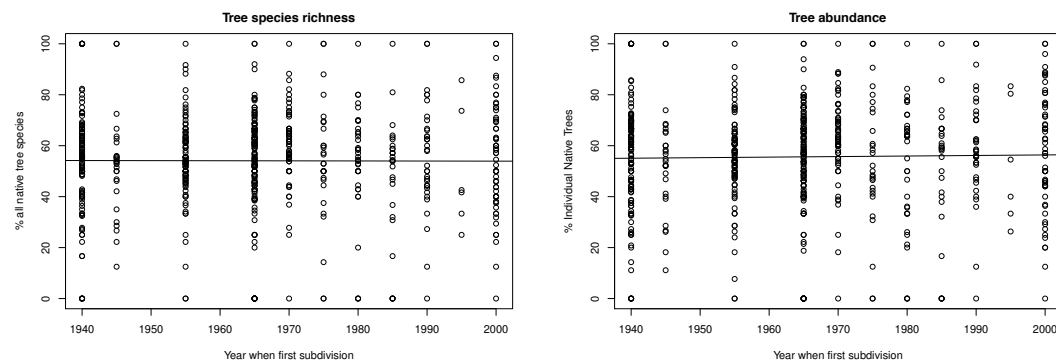 Tree species richness
% all native tree species
100
80
60
40
20
0
1940 1950 1960 1970 1980 1990 2000
Year when first subdivision
Tree abundance
% Individual Native Trees
100
80
60
40
20
0
1940 1950 1960 1970 1980 1990 2000
Year when first subdivision